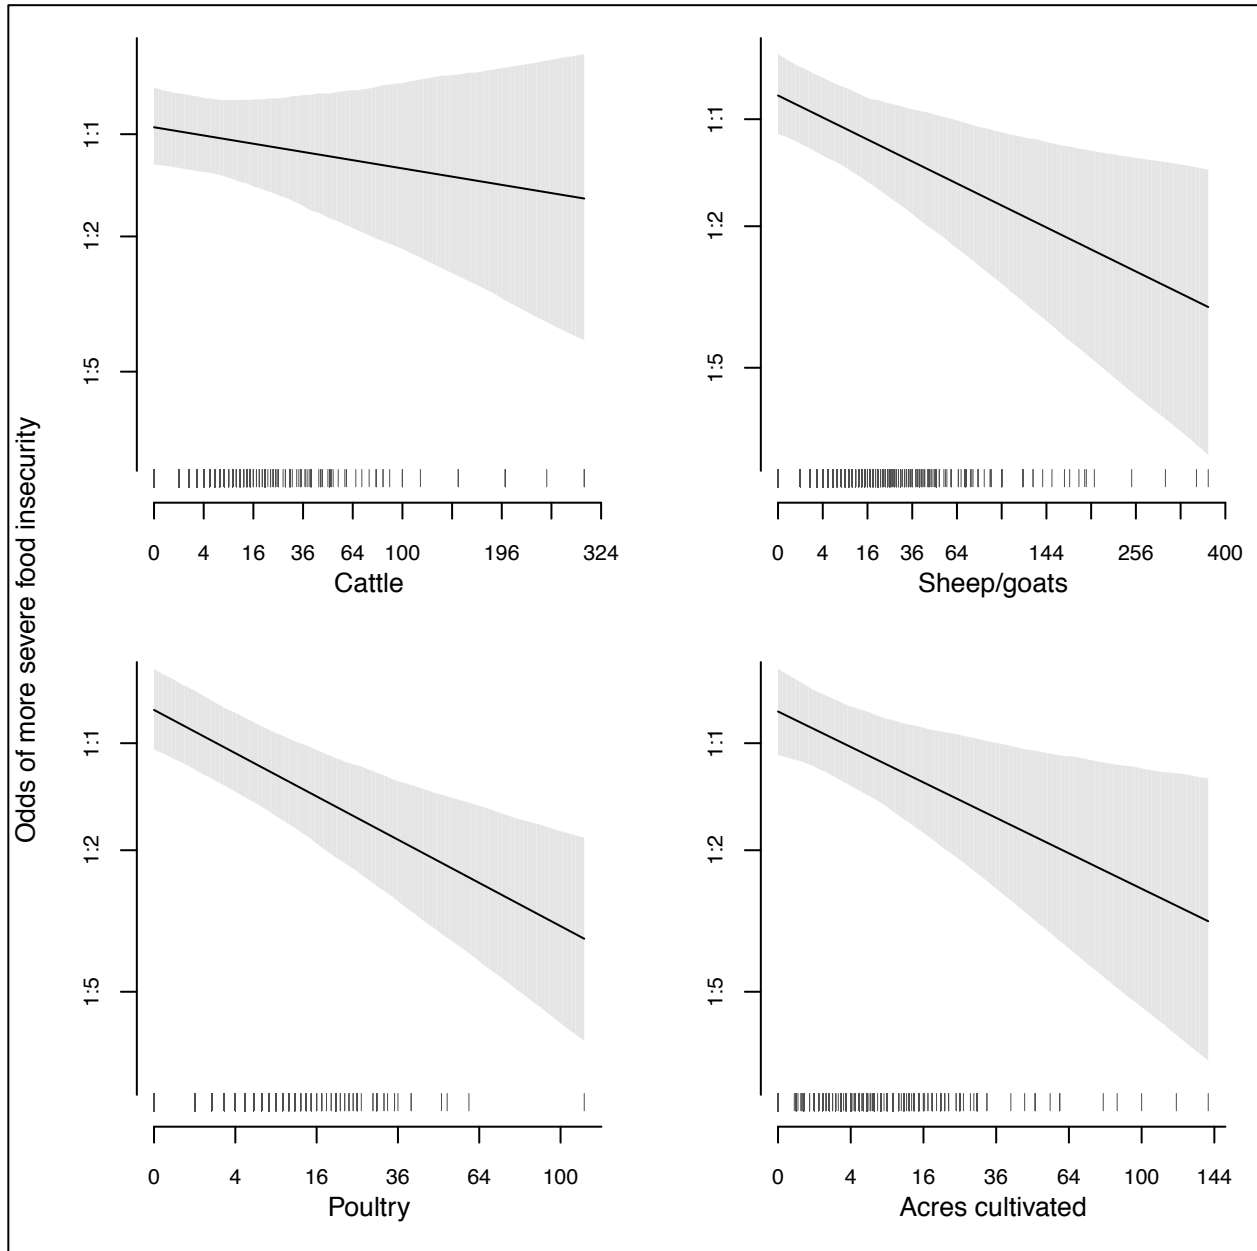 Odds of more severe food insecurity
1:1
1:2
1:5
0 4 16 36 64 100 196 324
Cattle
1:1
1:2
1:5
0 4 16 36 64 144 256 400
Sheep/goats
1:1
1:2
1:5
0 4 16 36 64 100
Poultry
1:1
1:2
1:5
0 4 16 36 64 100 144
Acres cultivated